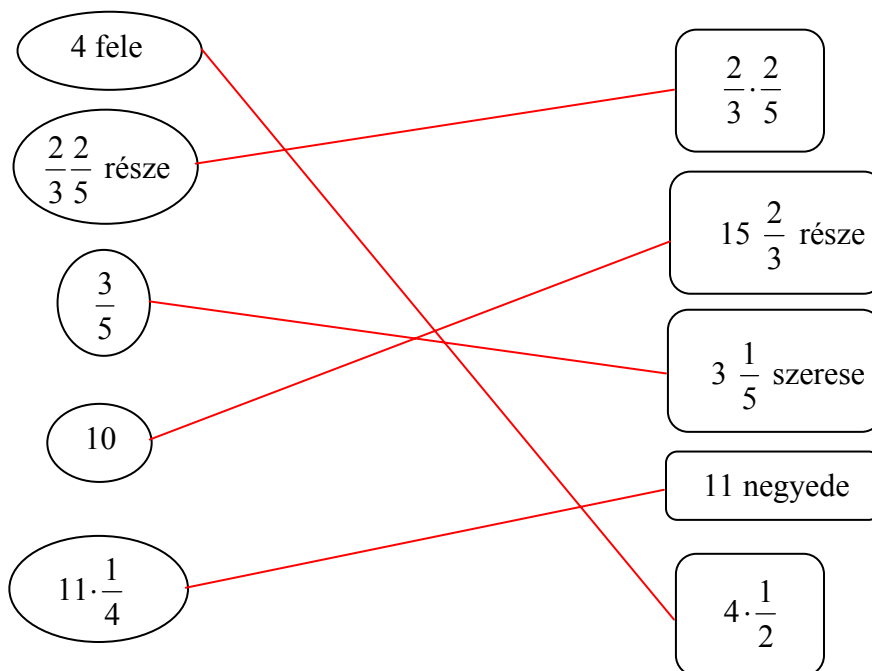 4 fele
2/3 2/5 része
3/5
10
11·1/4
2/3·2/5
15 2/3 része
3 1/5 szerese
11 negyede
4·1/2